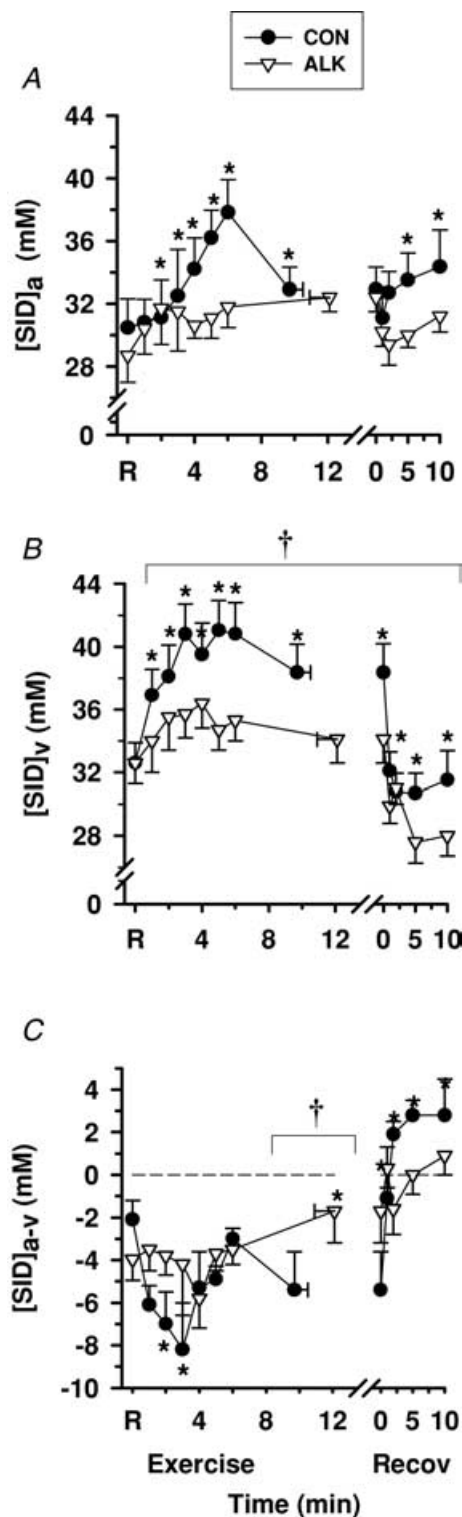 CON
ALK
A
44
40
36
32
28
0
[SID]a (mM)
* * * * * * * *
R 4 8 12 0 5 10
B
†
44
40
36
32
28
0
[SID]v (mM)
* * * * * * * * * * *
R 4 8 12 0 5 10
C
4
2
0
-2
-4
-6
-8
-10
[SID]a-v (mM)
†
* * * * * * *
R 4 8 12 0 5 10
Exercise Recov
Time (min)